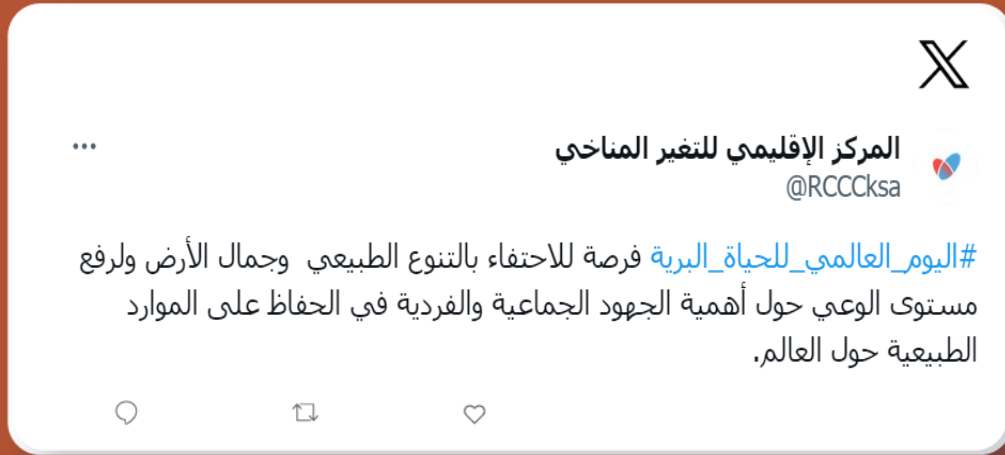 المركز الإقليمي للتغير المناخي
@RCCCksa
#اليوم_العالمي_للحياة_البرية فرصة للاحتفاء بالتنوع الطبيعي  وجمال الأرض ولرفع
مستوى الوعي حول أهمية الجهود الجماعية والفردية في الحفاظ على الموارد
الطبيعية حول العالم.